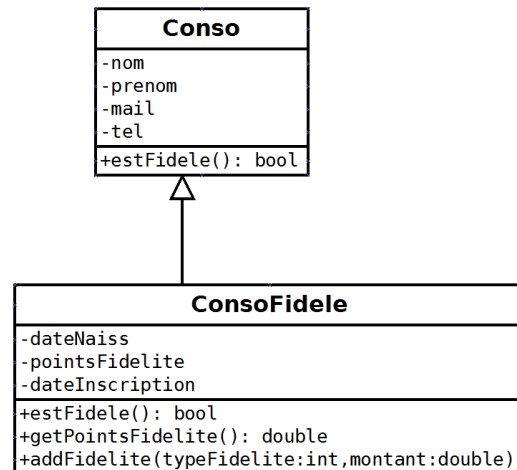 Conso
-nom
-prenom
-mail
-tel
+estFidele(): bool
ConsoFidele
-dateNaiss
-pointsFidelite
-dateInscription
+estFidele(): bool
+getPointsFidelite(): double
+addFidelite(typeFidelite:int,montant:double)